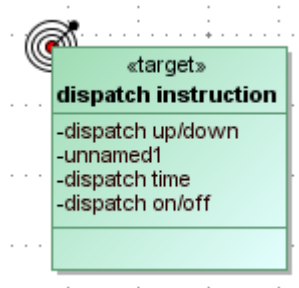 «target»
dispatch instruction
-dispatch up/down
-unnamed1
-dispatch time
-dispatch on/off